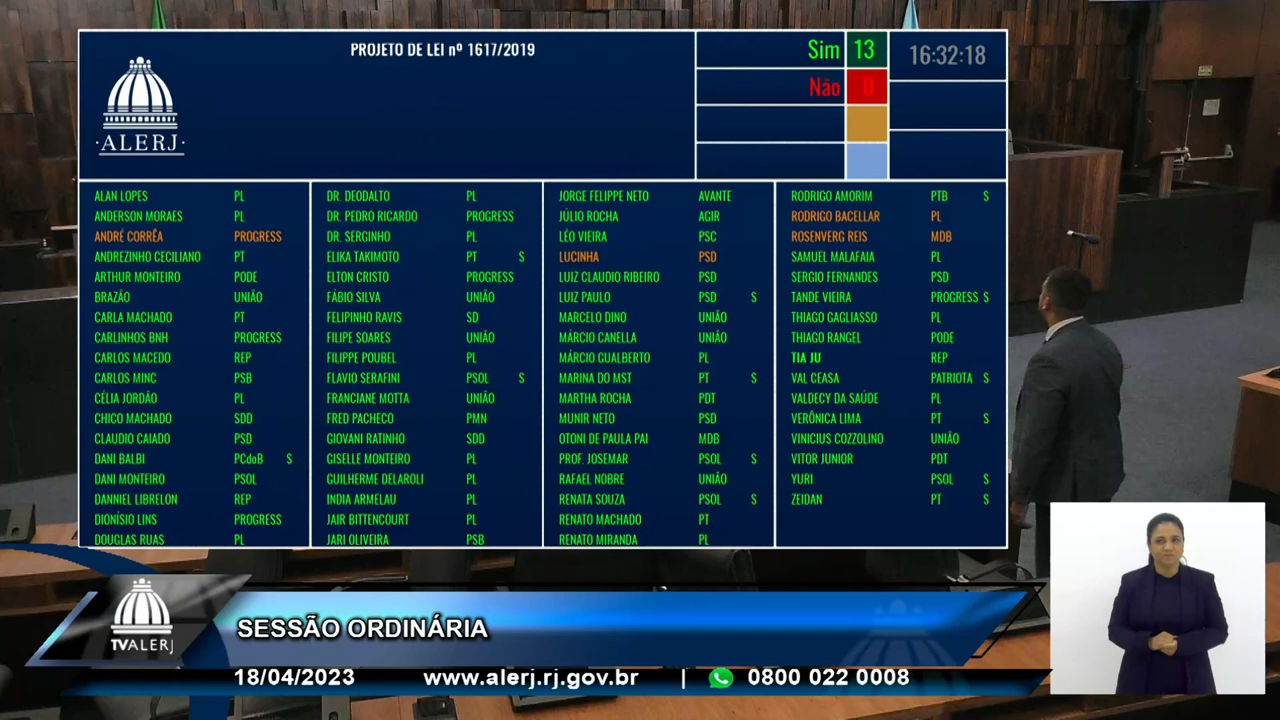 PROJETO DE LEI nº 1617/2019
Sim 13
Não 0
16:32:18
·ALERJ·
ALAN LOPES PL
ANDERSON MORAES PL
ANDRÉ CORRÊA PROGRESS
ANDREZINHO CECILIANO PT
ARTHUR MONTEIRO PODE
BRAZÃO UNIÃO
CARLA MACHADO PT
CARLINHOS BNH PROGRESS
CARLOS MACEDO REP
CARLOS MINC PSB
CÉLIA JORDÃO PL
CHICO MACHADO SDD
CLAUDIO CAIADO PSD
DANI BALBI PCdoB S
DANI MONTEIRO PSOL
DANNIEL LIBRELON REP
DIONÍSIO LINS PROGRESS
DOUGLAS RUAS PL
DR. DEODALTO PL
DR. PEDRO RICARDO PROGRESS
DR. SERGINHO PL
ELIKA TAKIMOTO PT S
ELTON CRISTO PROGRESS
FÁBIO SILVA UNIÃO
FELIPINHO RAVIS SD
FILIPE SOARES UNIÃO
FILIPPE POUBEL PL
FLAVIO SERAFINI PSOL S
FRANCIANE MOTTA UNIÃO
FRED PACHECO PMN
GIOVANI RATINHO SDD
GISELLE MONTEIRO PL
GUILHERME DELAROLI PL
INDIA ARMELAU PL
JAIR BITTENCOURT PL
JARI OLIVEIRA PSB
JORGE FELIPPE NETO AVANTE
JÚLIO ROCHA AGIR
LÉO VIEIRA PSC
LUCINHA PSD
LUIZ CLAUDIO RIBEIRO PSD
LUIZ PAULO PSD S
MARCELO DINO UNIÃO
MÁRCIO CANELLA UNIÃO
MÁRCIO GUALBERTO PL
MARINA DO MST PT S
MARTHA ROCHA PDT
MUNIR NETO PSD
OTONI DE PAULA PAI MDB
PROF. JOSEMAR PSOL S
RAFAEL NOBRE UNIÃO
RENATA SOUZA PSOL S
RENATO MACHADO PT
RENATO MIRANDA PL
RODRIGO AMORIM PTB S
RODRIGO BACELLAR PL
ROSENVERG REIS MDB
SAMUEL MALAFAIA PL
SERGIO FERNANDES PSD
TANDE VIEIRA PROGRESS S
THIAGO GAGLIASSO PL
THIAGO RANGEL PODE
TIA JU REP
VAL CEASA PATRIOTA S
VALDECY DA SAÚDE PL
VERÔNICA LIMA PT S
VINICIUS COZZOLINO UNIÃO
VITOR JUNIOR PDT
YURI PSOL S
ZEIDAN PT S
TVALERJ
SESSÃO ORDINÁRIA
18/04/2023 www.alerj.rj.gov.br | 0800 022 0008